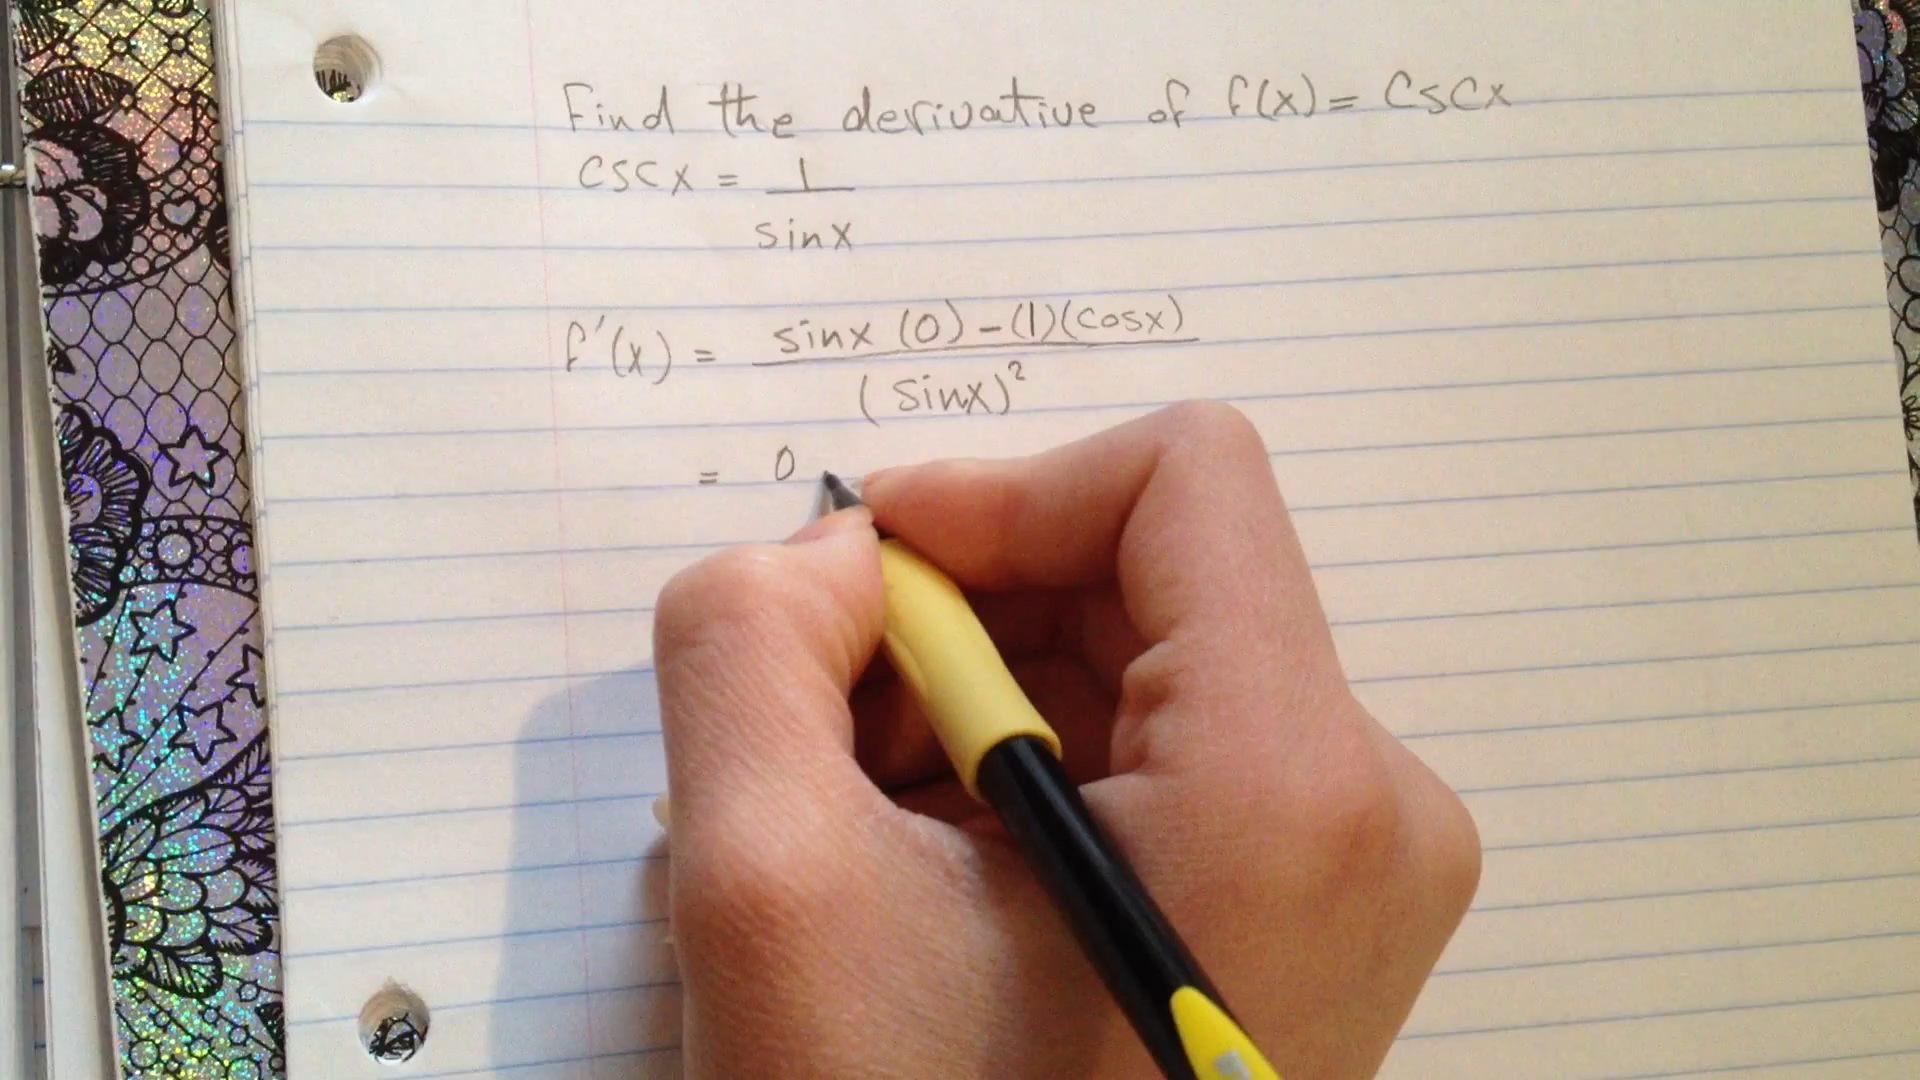 Find the derivative of f(x) = cscx
cscx = 1
sinx
f'(x) = sinx (0) - (1)(cosx)
(sinx)²
= 0